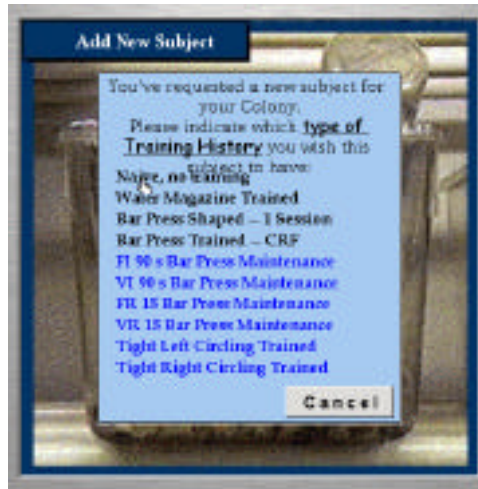 Add New Subject
You've requested a new subject for
your Colony.
Please indicate which type of
Training History you wish this
subject to have:
Naive, no training
Water Magazine Trained
Bar Press Shaped – 1 Session
Bar Press Trained – CRF
FI 90 s Bar Press Maintenance
VI 90 s Bar Press Maintenance
FR 15 Bar Press Maintenance
VR 15 Bar Press Maintenance
Tight Left Circling Trained
Tight Right Circling Trained
Cancel